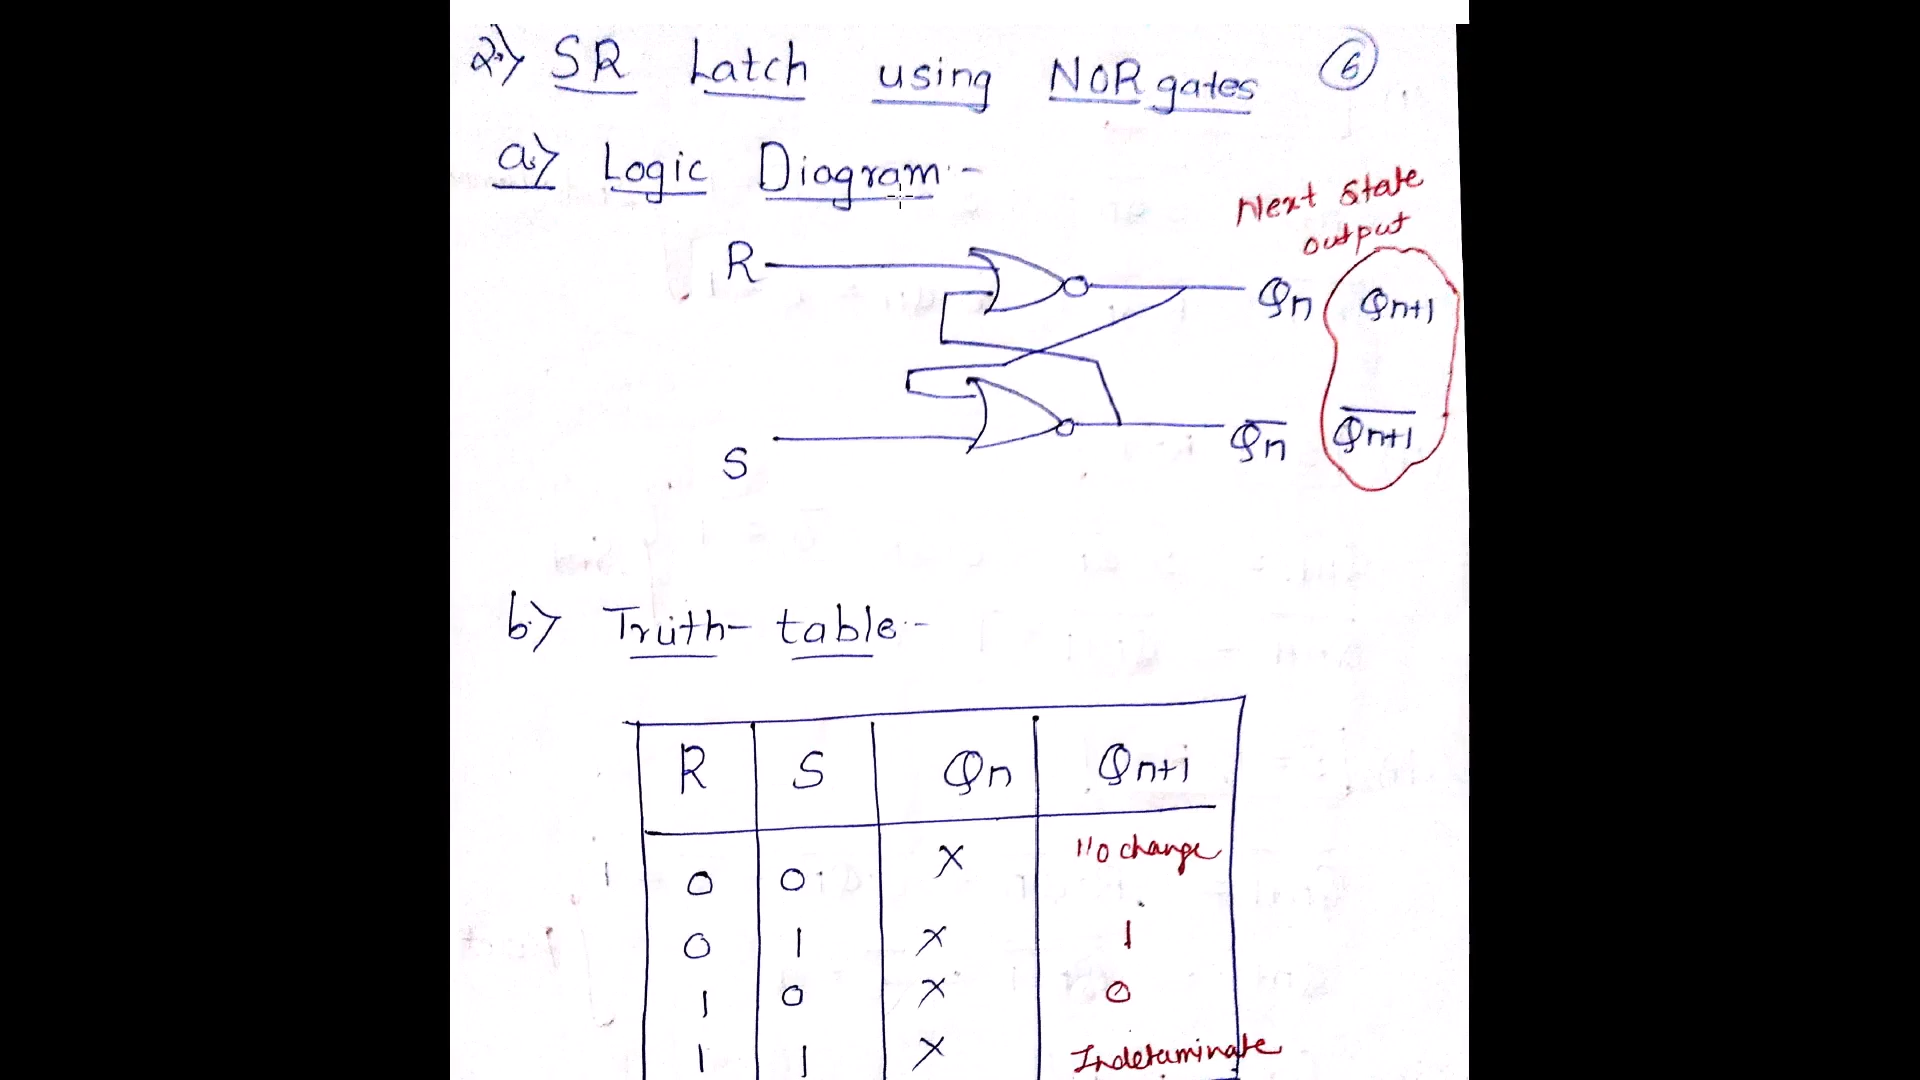 2.) SR Latch using NOR gates 6
a.) Logic Diagram :-
Next State
output
R Qn Qn+1
S Q̅n̅ Q̅n̅+̅1̅
b.) Truth-table :-
R S Qn Qn+1
0 0 X No change
0 1 X 1
1 0 X 0
1 1 X Indeterminate